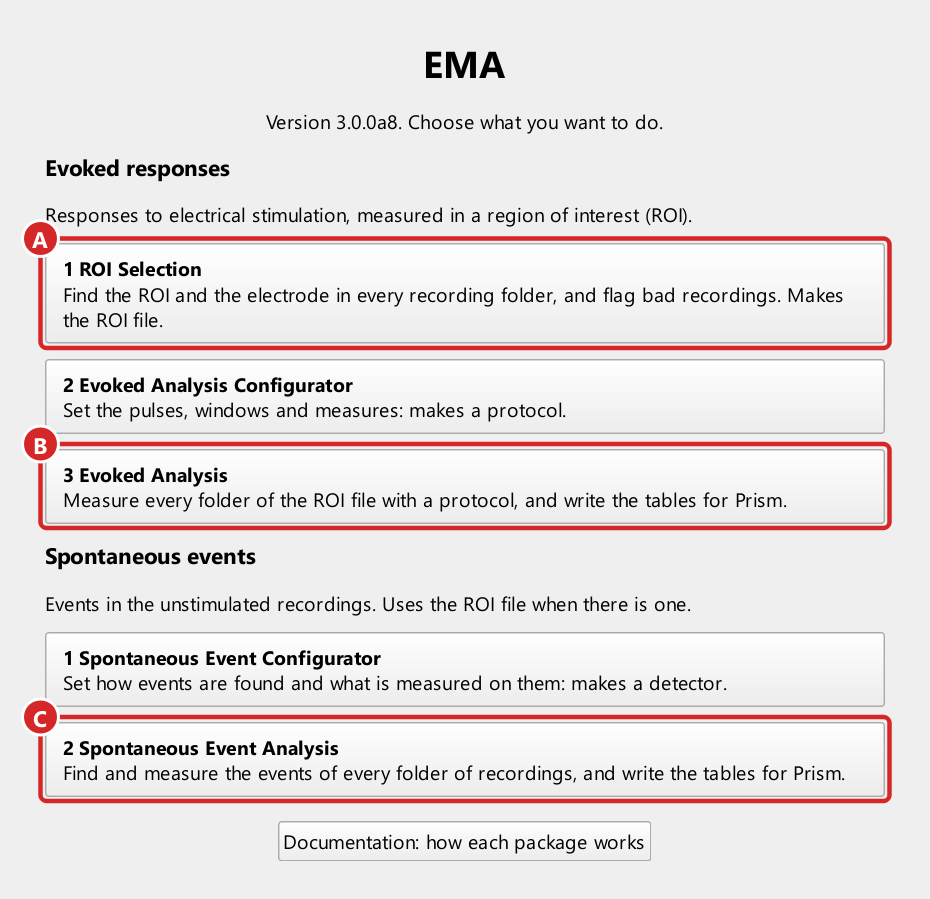 EMA
Version 3.0.0a8. Choose what you want to do.
Evoked responses
Responses to electrical stimulation, measured in a region of interest (ROI).
A
1 ROI Selection
Find the ROI and the electrode in every recording folder, and flag bad recordings. Makes
the ROI file.
2 Evoked Analysis Configurator
Set the pulses, windows and measures: makes a protocol.
B
3 Evoked Analysis
Measure every folder of the ROI file with a protocol, and write the tables for Prism.
Spontaneous events
Events in the unstimulated recordings. Uses the ROI file when there is one.
1 Spontaneous Event Configurator
Set how events are found and what is measured on them: makes a detector.
C
2 Spontaneous Event Analysis
Find and measure the events of every folder of recordings, and write the tables for Prism.
Documentation: how each package works